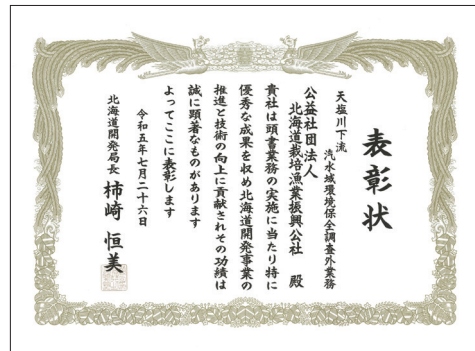 表彰状
天塩川下流
汽水域環境保全調査外業務
公益社団法人
北海道栽培漁業振興公社 殿
貴社は頭書業務の実施に当たり特に
優秀な成果を収め北海道開発事業の
推進と技術の向上に貢献されその功績は
誠に顕著なものがあります
よってここに表彰します
令和五年七月二十六日
北海道開発局長 柿崎 恒美